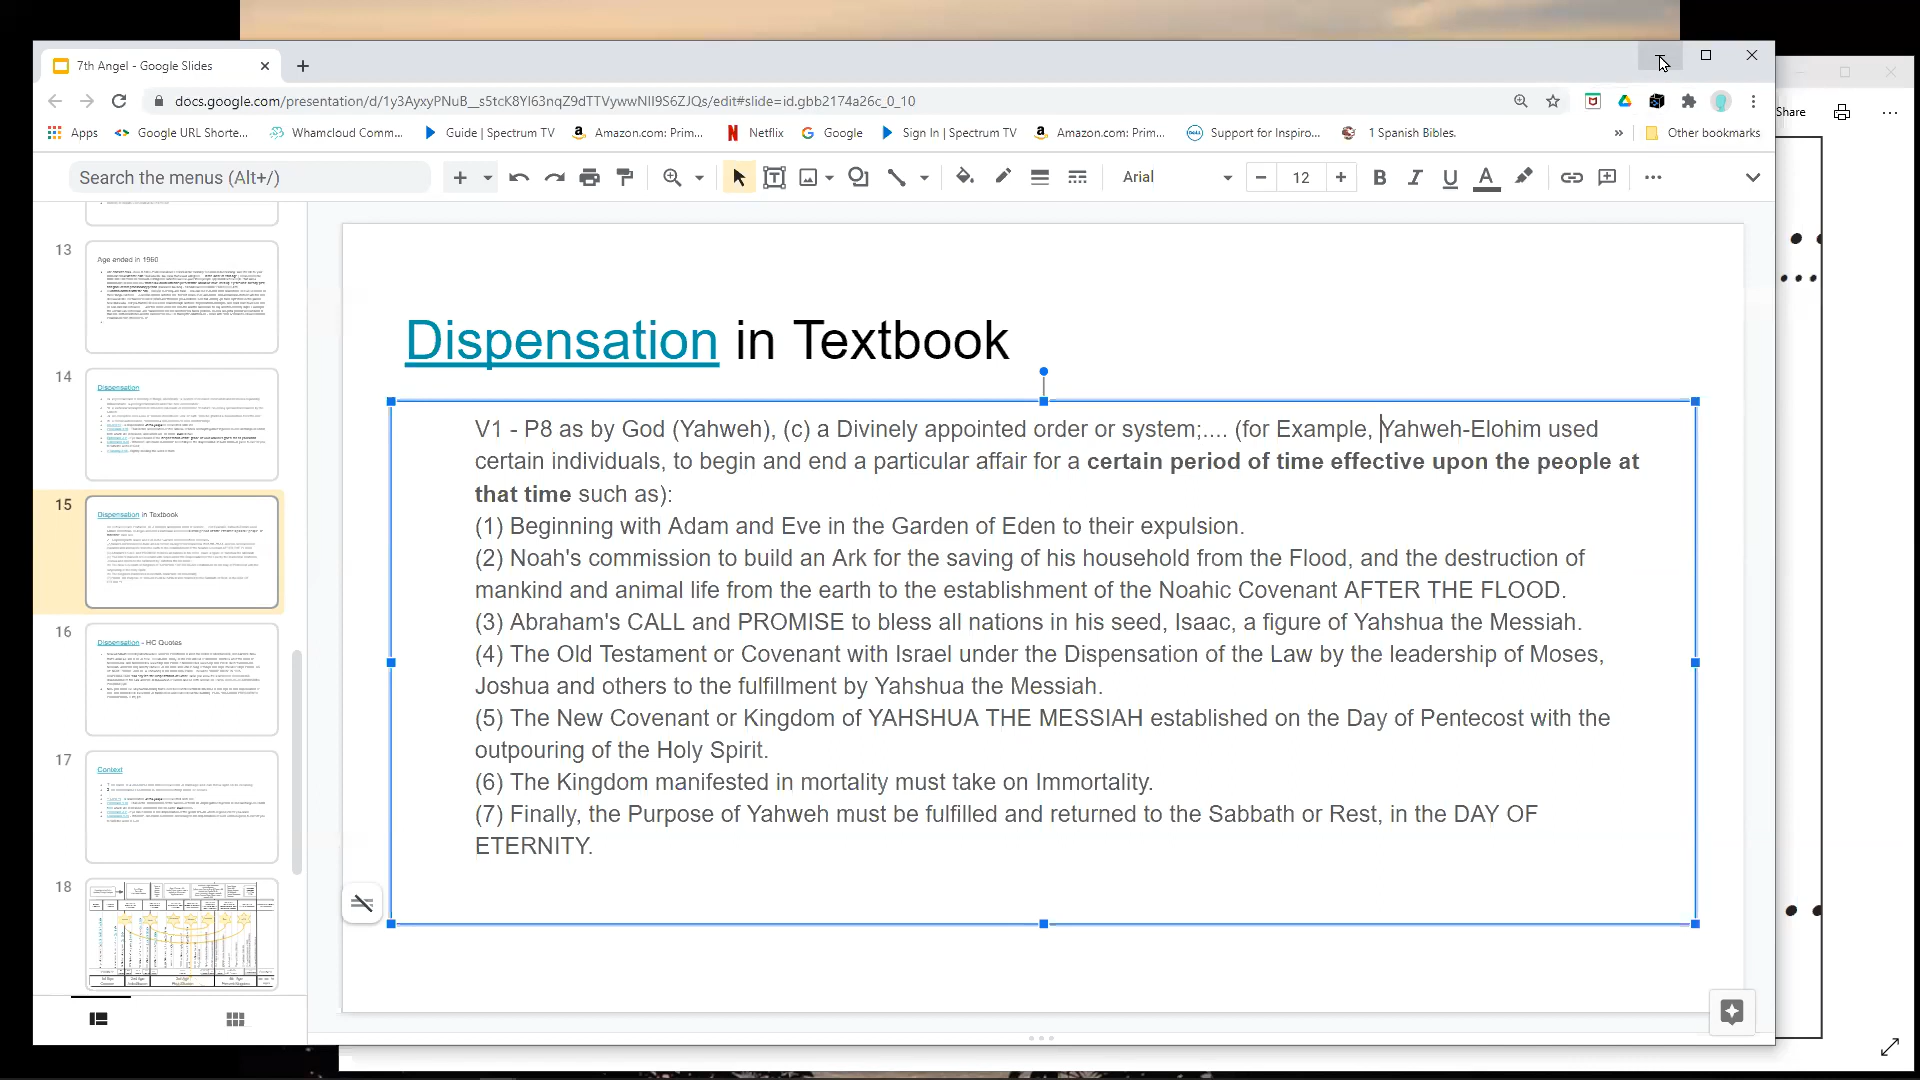 7th Angel - Google Slides
docs.google.com/presentation/d/1y3AyxyPNuB__s5tcK8Yl63nqZ9dTTVywwNII9S6ZJQs/edit#slide=id.gbb2174a26c_0_10
Apps Google URL Shorte... Whamcloud Comm... Guide | Spectrum TV Amazon.com: Prim... Netflix Google Sign In | Spectrum TV Amazon.com: Prim... Support for Inspiro... 1 Spanish Bibles. » Other bookmarks
Share
Search the menus (Alt+/)
Arial
12
13
Age ended in 1960
14
Dispensation
15
Dispensation in Textbook
16
Dispensation - HC Quotes
17
Context
18
Dispensation in Textbook
V1 - P8 as by God (Yahweh), (c) a Divinely appointed order or system;.... (for Example, Yahweh-Elohim used
certain individuals, to begin and end a particular affair for a certain period of time effective upon the people at
that time such as):
(1) Beginning with Adam and Eve in the Garden of Eden to their expulsion.
(2) Noah's commission to build an Ark for the saving of his household from the Flood, and the destruction of
mankind and animal life from the earth to the establishment of the Noahic Covenant AFTER THE FLOOD.
(3) Abraham's CALL and PROMISE to bless all nations in his seed, Isaac, a figure of Yahshua the Messiah.
(4) The Old Testament or Covenant with Israel under the Dispensation of the Law by the leadership of Moses,
Joshua and others to the fulfillment by Yahshua the Messiah.
(5) The New Covenant or Kingdom of YAHSHUA THE MESSIAH established on the Day of Pentecost with the
outpouring of the Holy Spirit.
(6) The Kingdom manifested in mortality must take on Immortality.
(7) Finally, the Purpose of Yahweh must be fulfilled and returned to the Sabbath or Rest, in the DAY OF
ETERNITY.